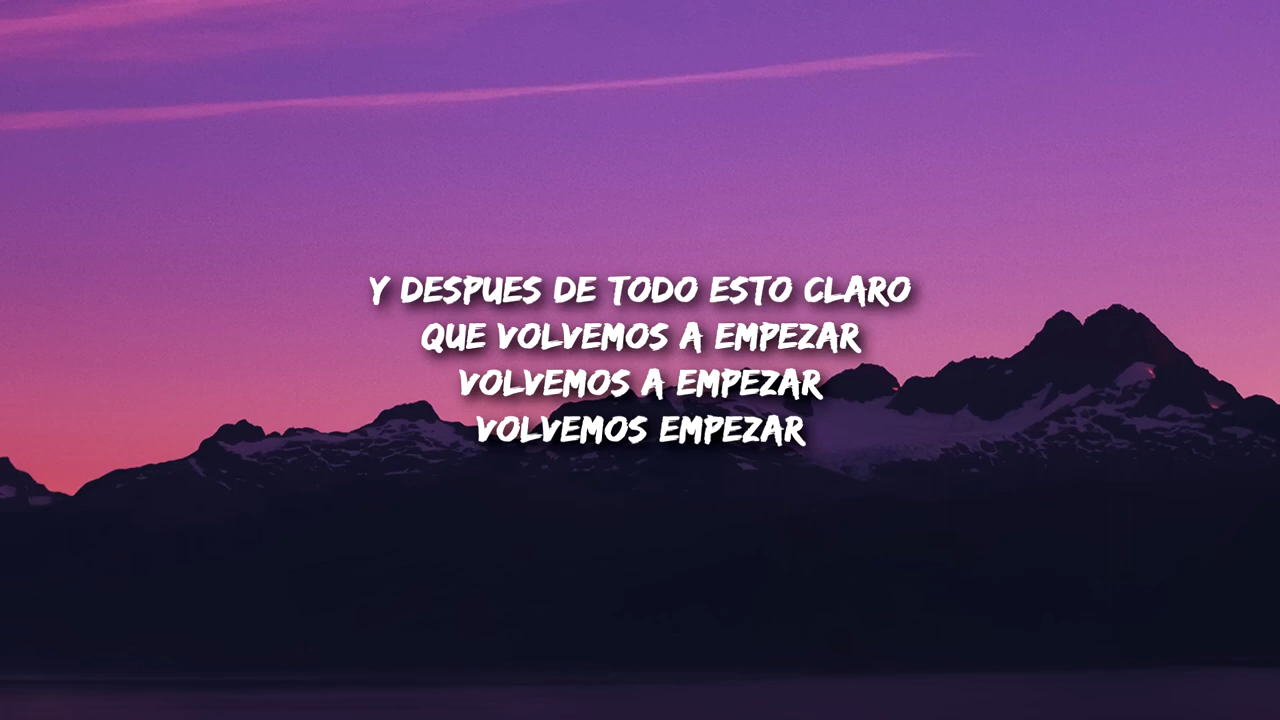 Y DESPUES DE TODO ESTO CLARO
QUE VOLVEMOS A EMPEZAR
VOLVEMOS A EMPEZAR
VOLVEMOS EMPEZAR